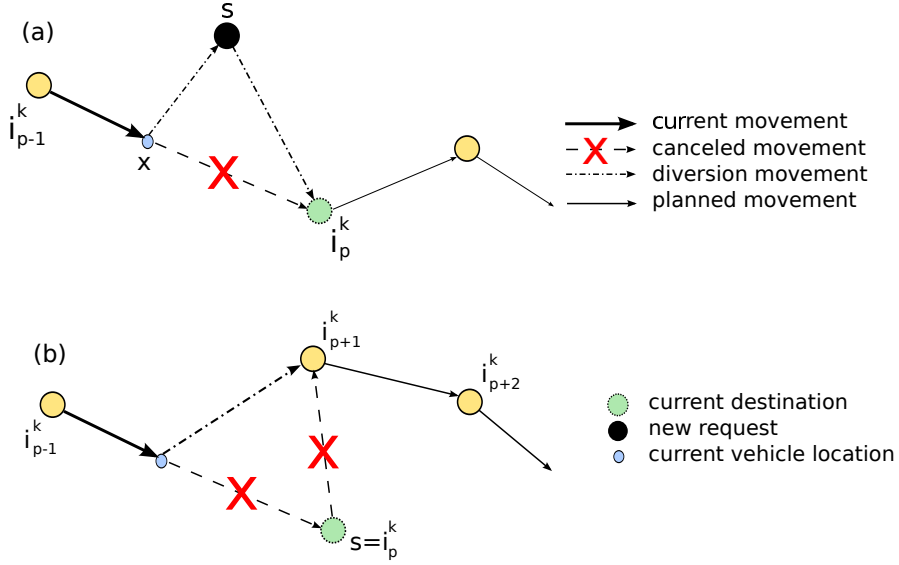 (a)
s
i^k_{p-1}
x
X
i^k_p
current movement
X
canceled movement
diversion movement
planned movement
(b)
i^k_{p+1}
i^k_{p+2}
i^k_{p-1}
X
X
s=i^k_p
current destination
new request
current vehicle location